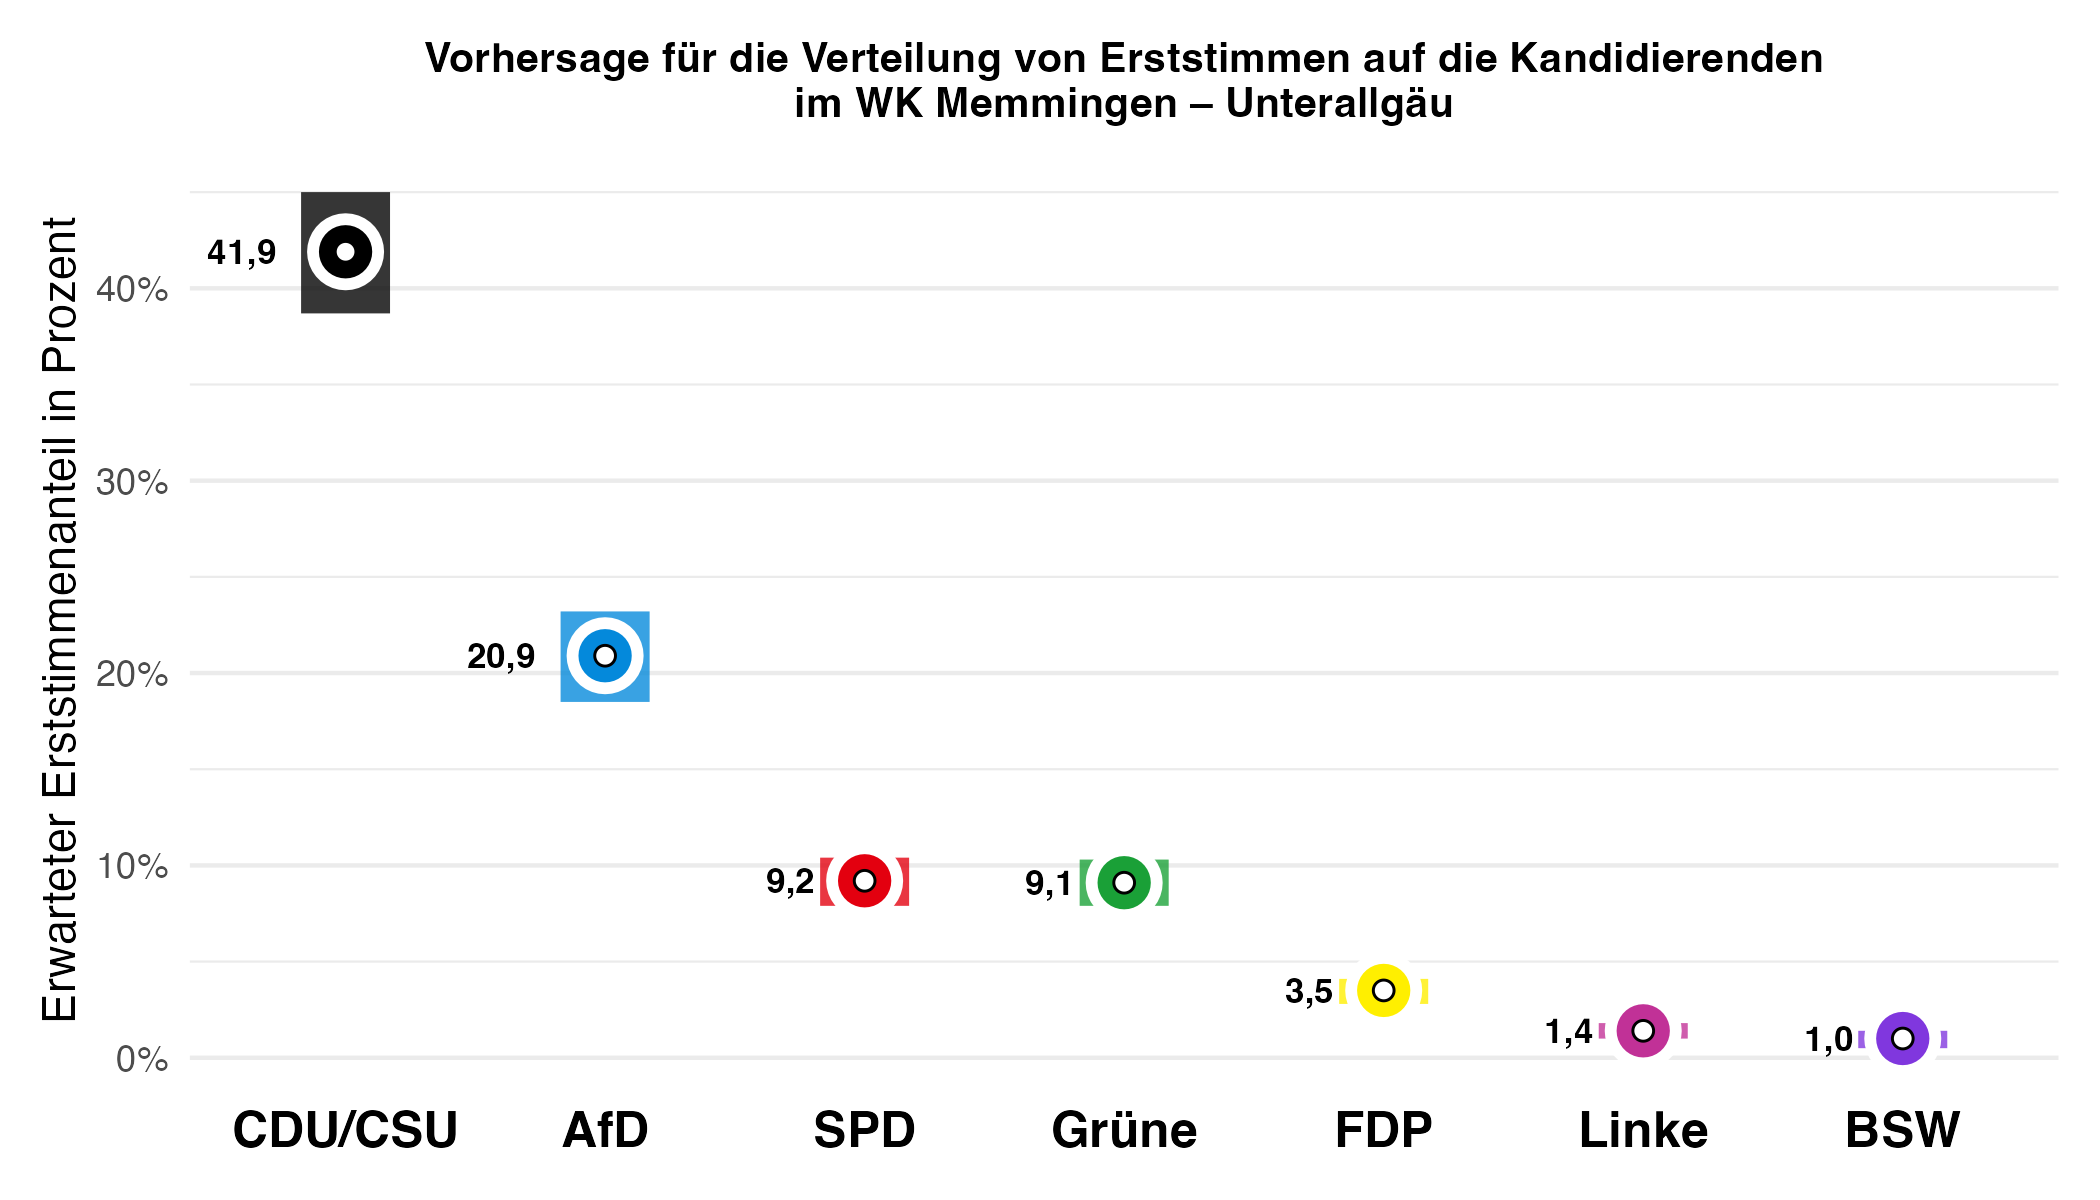 Vorhersage für die Verteilung von Erststimmen auf die Kandidierenden
im WK Memmingen – Unterallgäu
Erwarteter Erststimmenanteil in Prozent
40%
30%
20%
10%
0%
41,9
20,9
9,2
9,1
3,5
1,4
1,0
CDU/CSU
AfD
SPD
Grüne
FDP
Linke
BSW